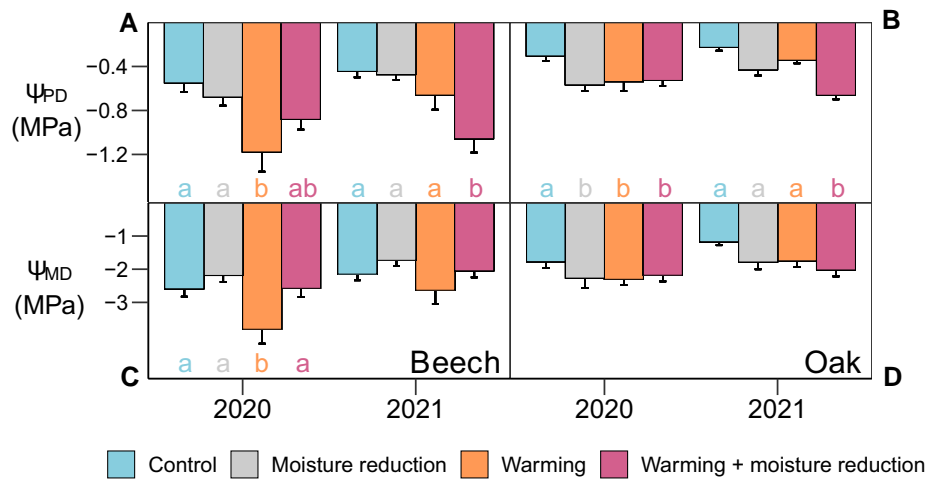 A
B
ΨPD
(MPa)
−0.4
−0.8
−1.2
a a b ab a a a b
a b b b a a a b
ΨMD
(MPa)
−1
−2
−3
a a b a
Beech
Oak
C
D
2020 2021 2020 2021
Control Moisture reduction Warming Warming + moisture reduction